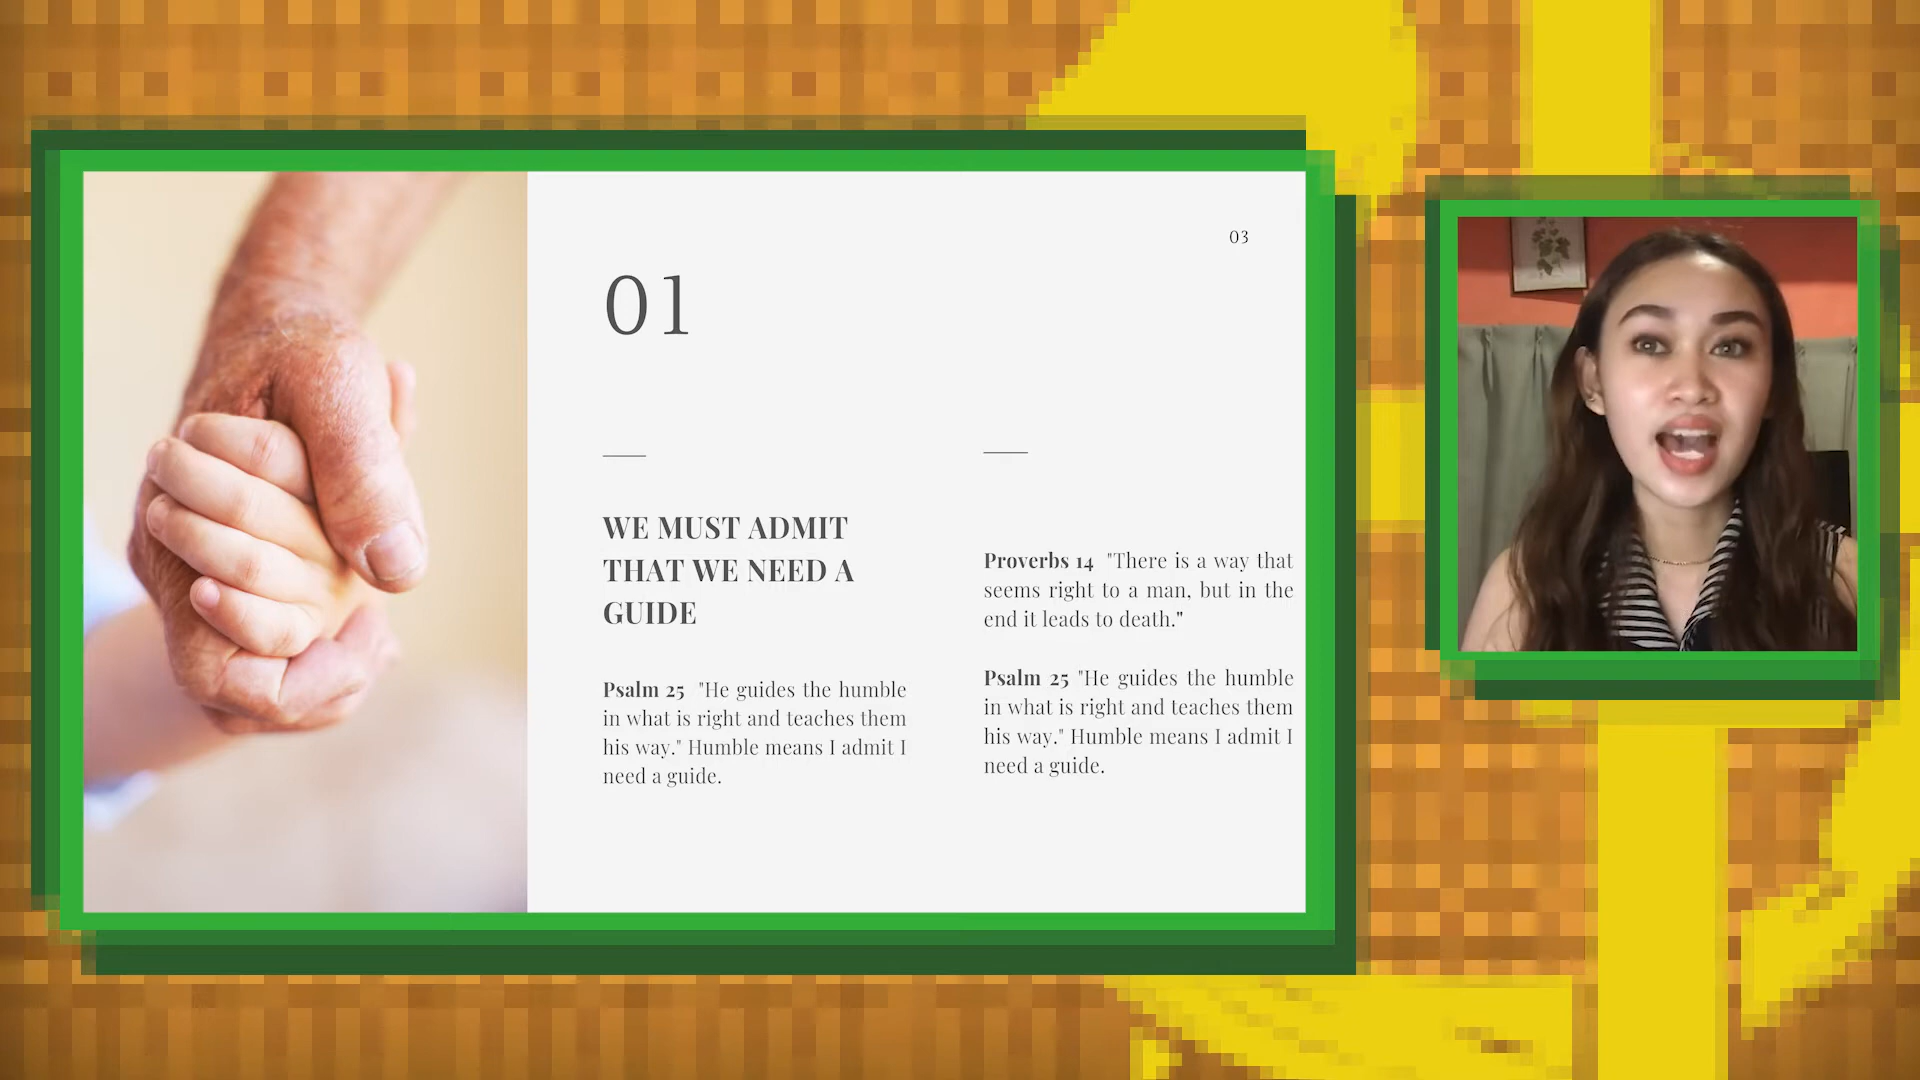 03
01
WE MUST ADMIT
THAT WE NEED A
GUIDE
Psalm 25 "He guides the humble
in what is right and teaches them
his way." Humble means I admit I
need a guide.
Proverbs 14 "There is a way that
seems right to a man, but in the
end it leads to death."
Psalm 25 "He guides the humble
in what is right and teaches them
his way." Humble means I admit I
need a guide.